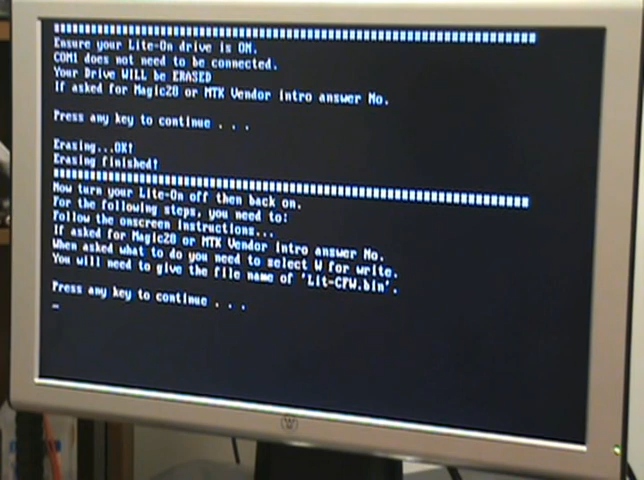 Ensure your Lite-On drive is ON.
COM1 does not need to be connected.
Your Drive WILL be ERASED
If asked for Magic28 or MTK Vendor Intro answer No.
Press any key to continue . . .
Erasing...OK!
Erasing finished!
Now turn your Lite-On off then back on.
For the following steps, you need to:
Follow the onscreen instructions...
If asked for Magic28 or MTK Vendor Intro answer No.
When asked what to do you need to select W for write.
You will need to give the file name of 'Lit-CFW.bin'.
Press any key to continue . . .